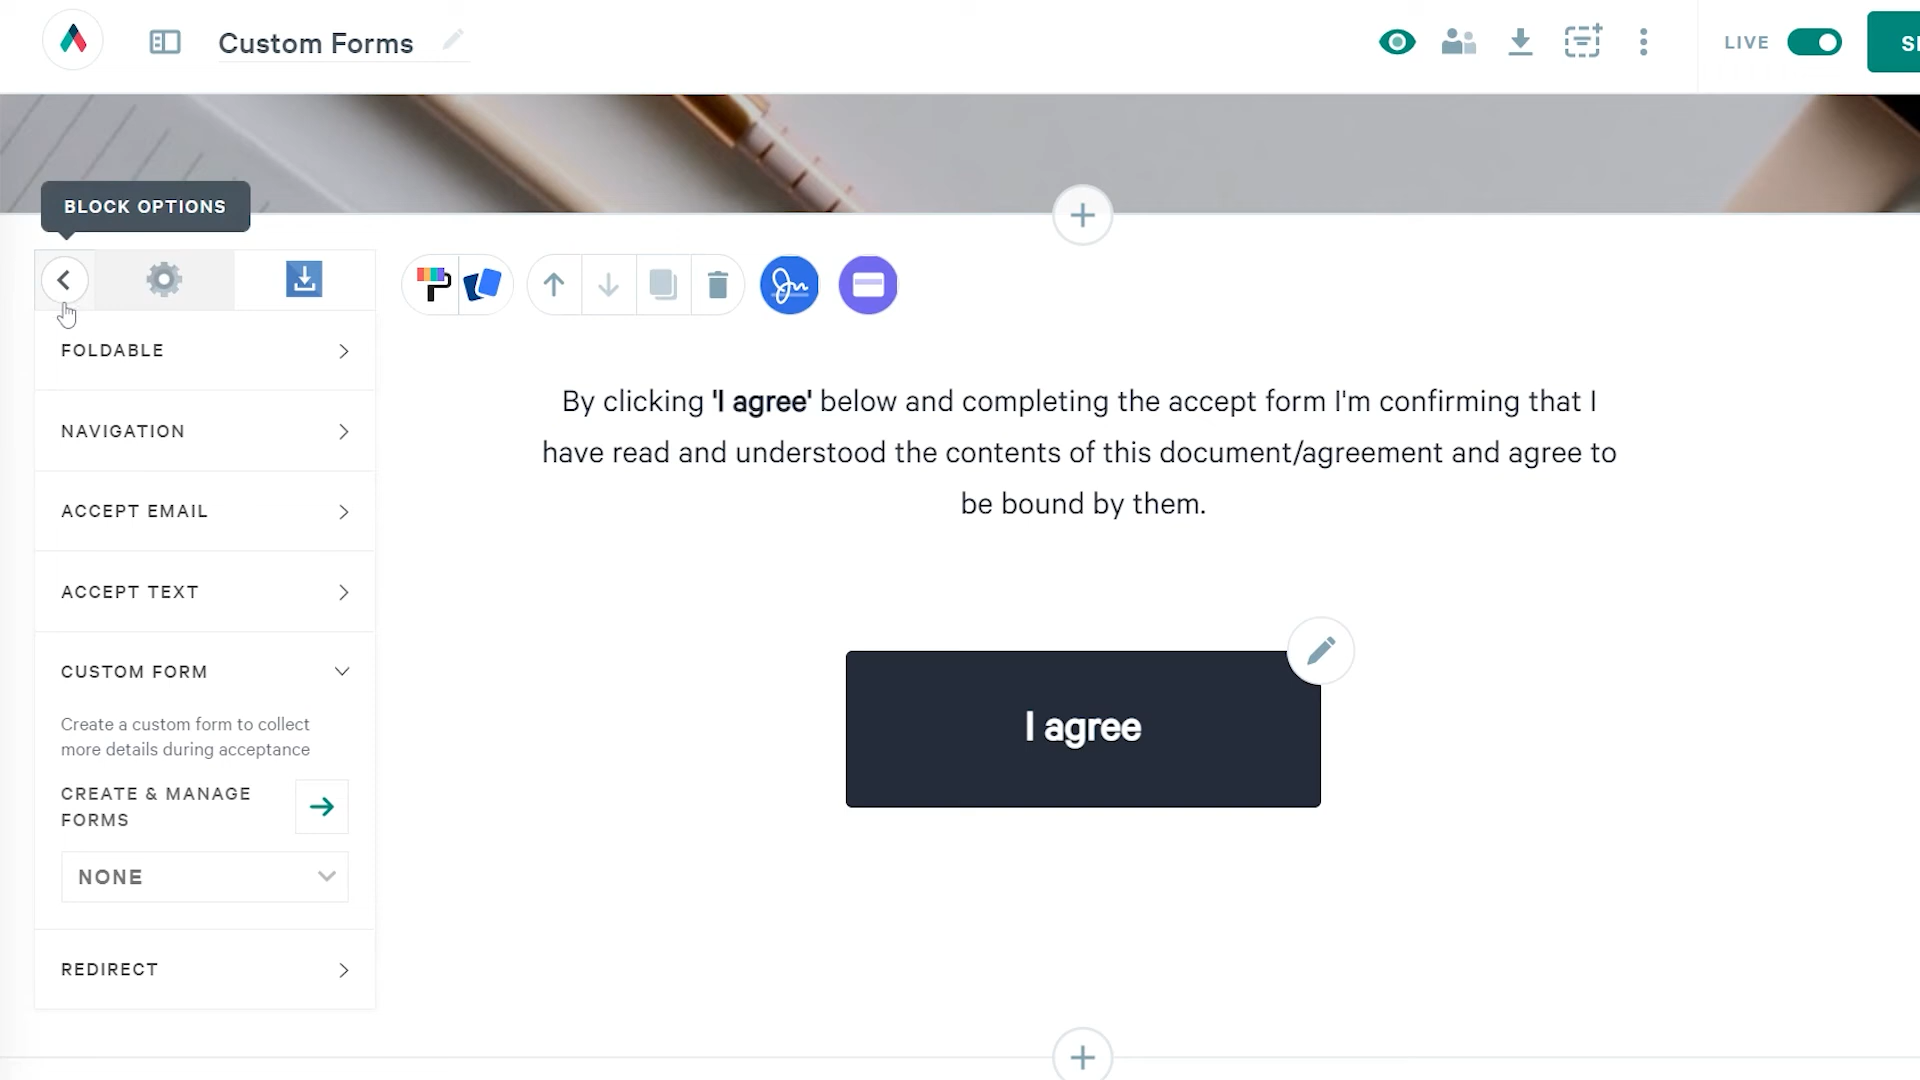 Custom Forms
LIVE
BLOCK OPTIONS
FOLDABLE
NAVIGATION
ACCEPT EMAIL
ACCEPT TEXT
CUSTOM FORM
Create a custom form to collect
more details during acceptance
CREATE & MANAGE
FORMS
NONE
REDIRECT
By clicking 'I agree' below and completing the accept form I'm confirming that I
have read and understood the contents of this document/agreement and agree to
be bound by them.
I agree